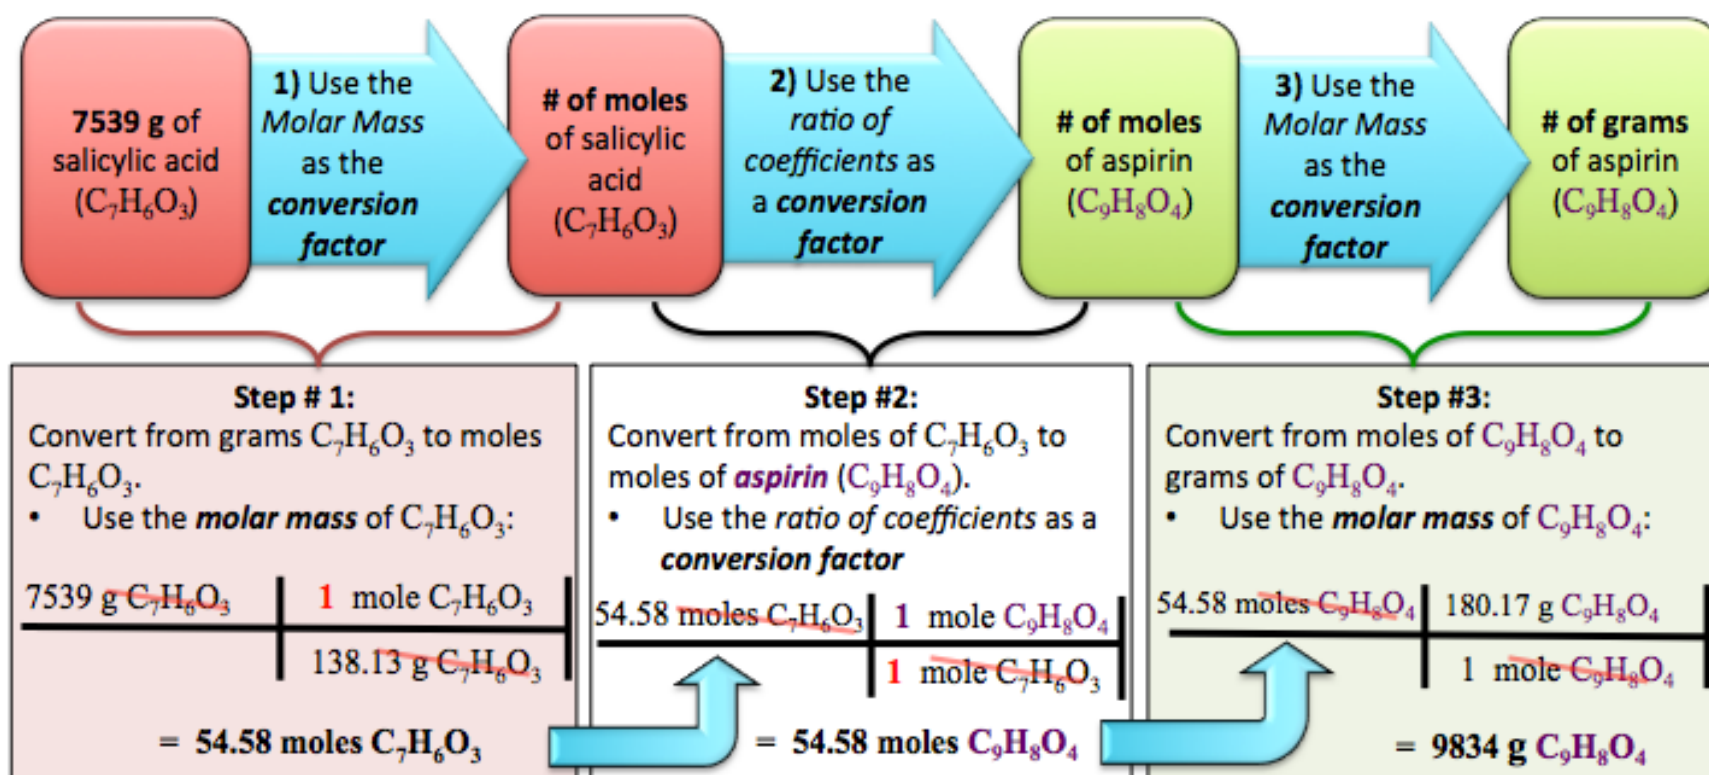 7539 g of
salicylic acid
(C₇H₆O₃)
1) Use the
Molar Mass
as the
conversion
factor
# of moles
of salicylic
acid
(C₇H₆O₃)
2) Use the
ratio of
coefficients as
a conversion
factor
# of moles
of aspirin
(C₉H₈O₄)
3) Use the
Molar Mass
as the
conversion
factor
# of grams
of aspirin
(C₉H₈O₄)
Step # 1:
Convert from grams C₇H₆O₃ to moles
C₇H₆O₃.
• Use the molar mass of C₇H₆O₃:
7539 g C₇H₆O₃ 1 mole C₇H₆O₃
138.13 g C₇H₆O₃
= 54.58 moles C₇H₆O₃
Step #2:
Convert from moles of C₇H₆O₃ to
moles of aspirin (C₉H₈O₄).
• Use the ratio of coefficients as a
conversion factor
54.58 moles C₇H₆O₃ 1 mole C₉H₈O₄
1 mole C₇H₆O₃
= 54.58 moles C₉H₈O₄
Step #3:
Convert from moles of C₉H₈O₄ to
grams of C₉H₈O₄.
• Use the molar mass of C₉H₈O₄:
54.58 moles C₉H₈O₄ 180.17 g C₉H₈O₄
1 mole C₉H₈O₄
= 9834 g C₉H₈O₄